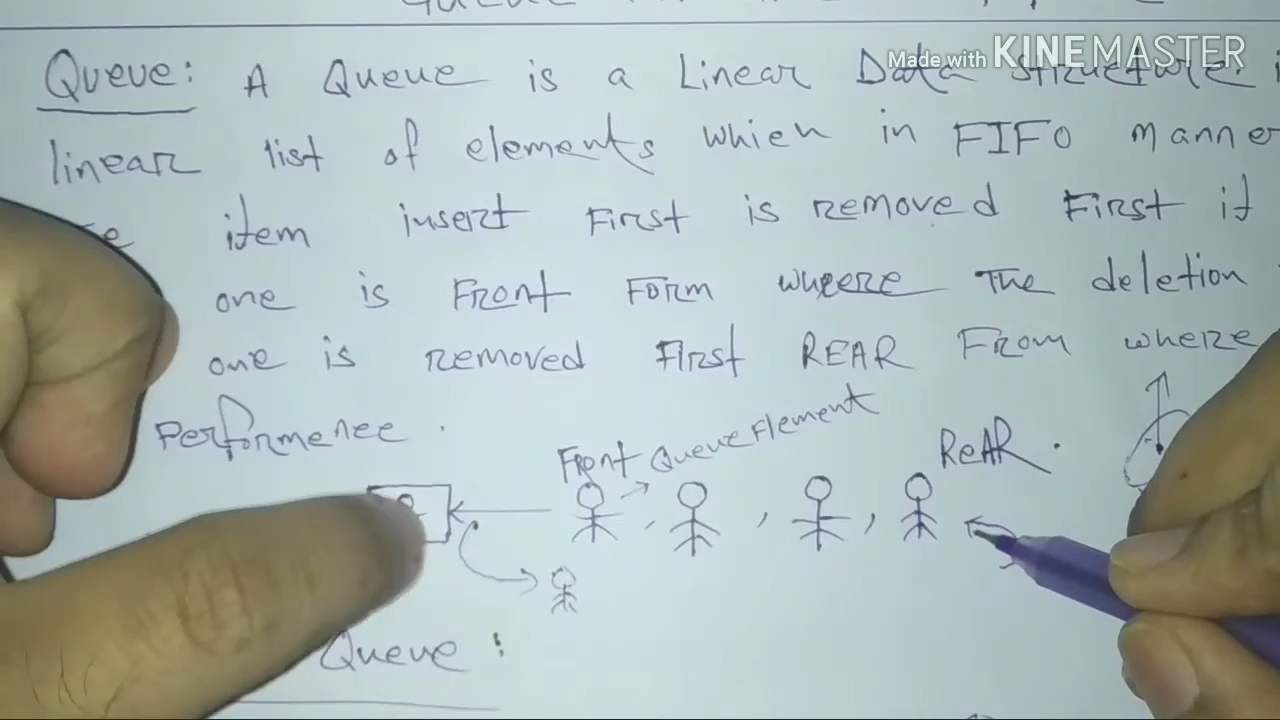 Made with KINEMASTER
Queue: A Queue is a Linear Data Structure.
linear list of elements which in FIFO manner
item insert First is removed First if
one is Front Form where The deletion
one is removed First REAR From where
Performence.
Front Queue Element ReAR.
Queue: